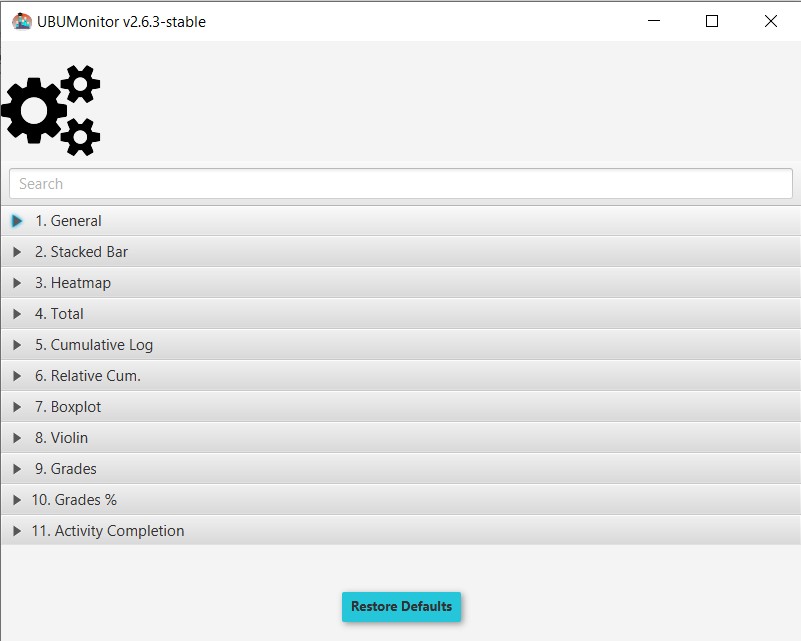 UBUMonitor v2.6.3-stable
Search
1. General
2. Stacked Bar
3. Heatmap
4. Total
5. Cumulative Log
6. Relative Cum.
7. Boxplot
8. Violin
9. Grades
10. Grades %
11. Activity Completion
Restore Defaults